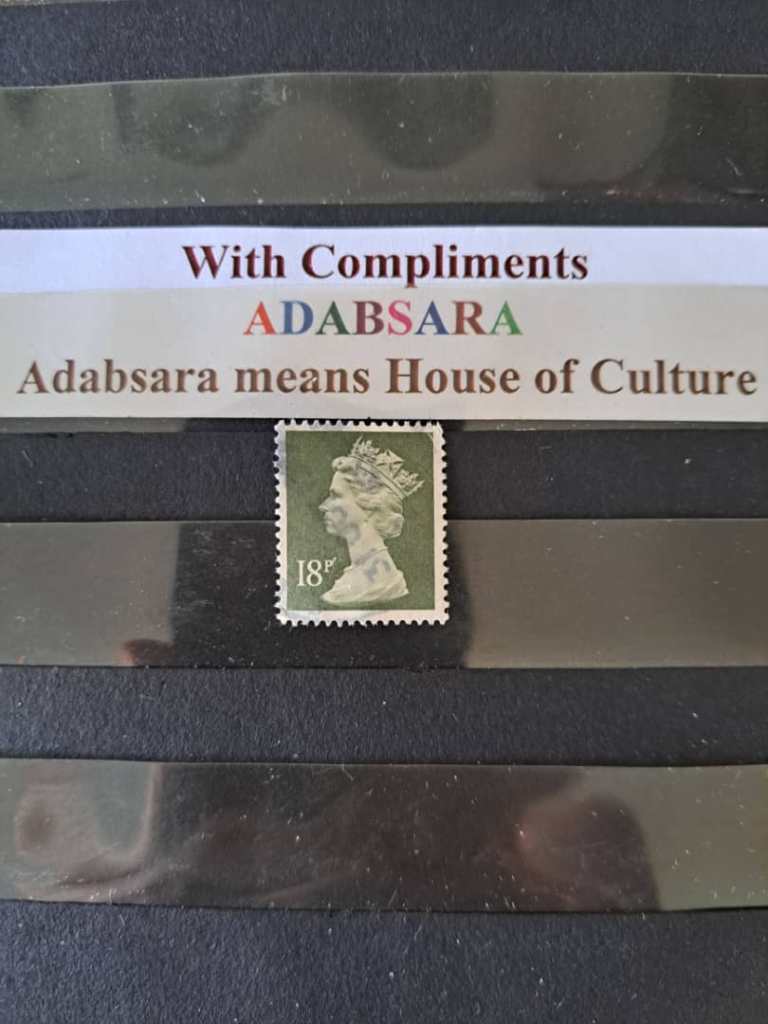 With Compliments
ADABSARA
Adabsara means House of Culture
18P